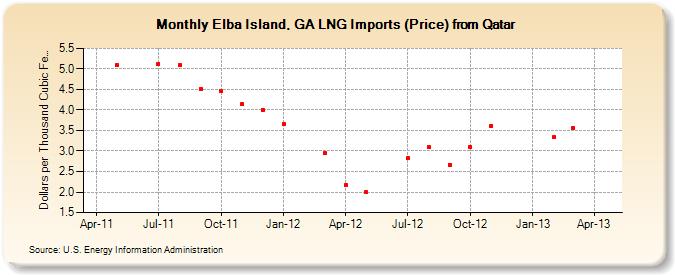 Monthly Elba Island, GA LNG Imports (Price) from Qatar
Dollars per Thousand Cubic Fe...
5.5
5.0
4.5
4.0
3.5
3.0
2.5
2.0
1.5
Apr-11 Jul-11 Oct-11 Jan-12 Apr-12 Jul-12 Oct-12 Jan-13 Apr-13
Source: U.S. Energy Information Administration